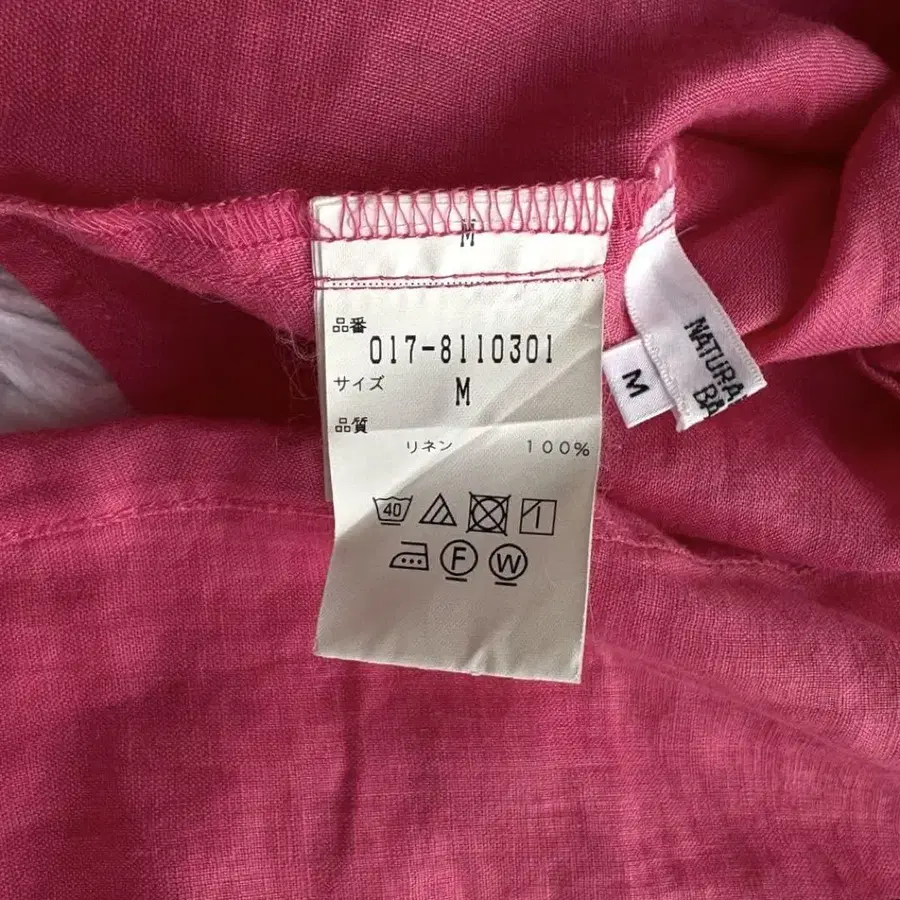 M
品番
017-8110301
サイズ
M
品質
リネン 100%
40
F W
M
NATURA
BA